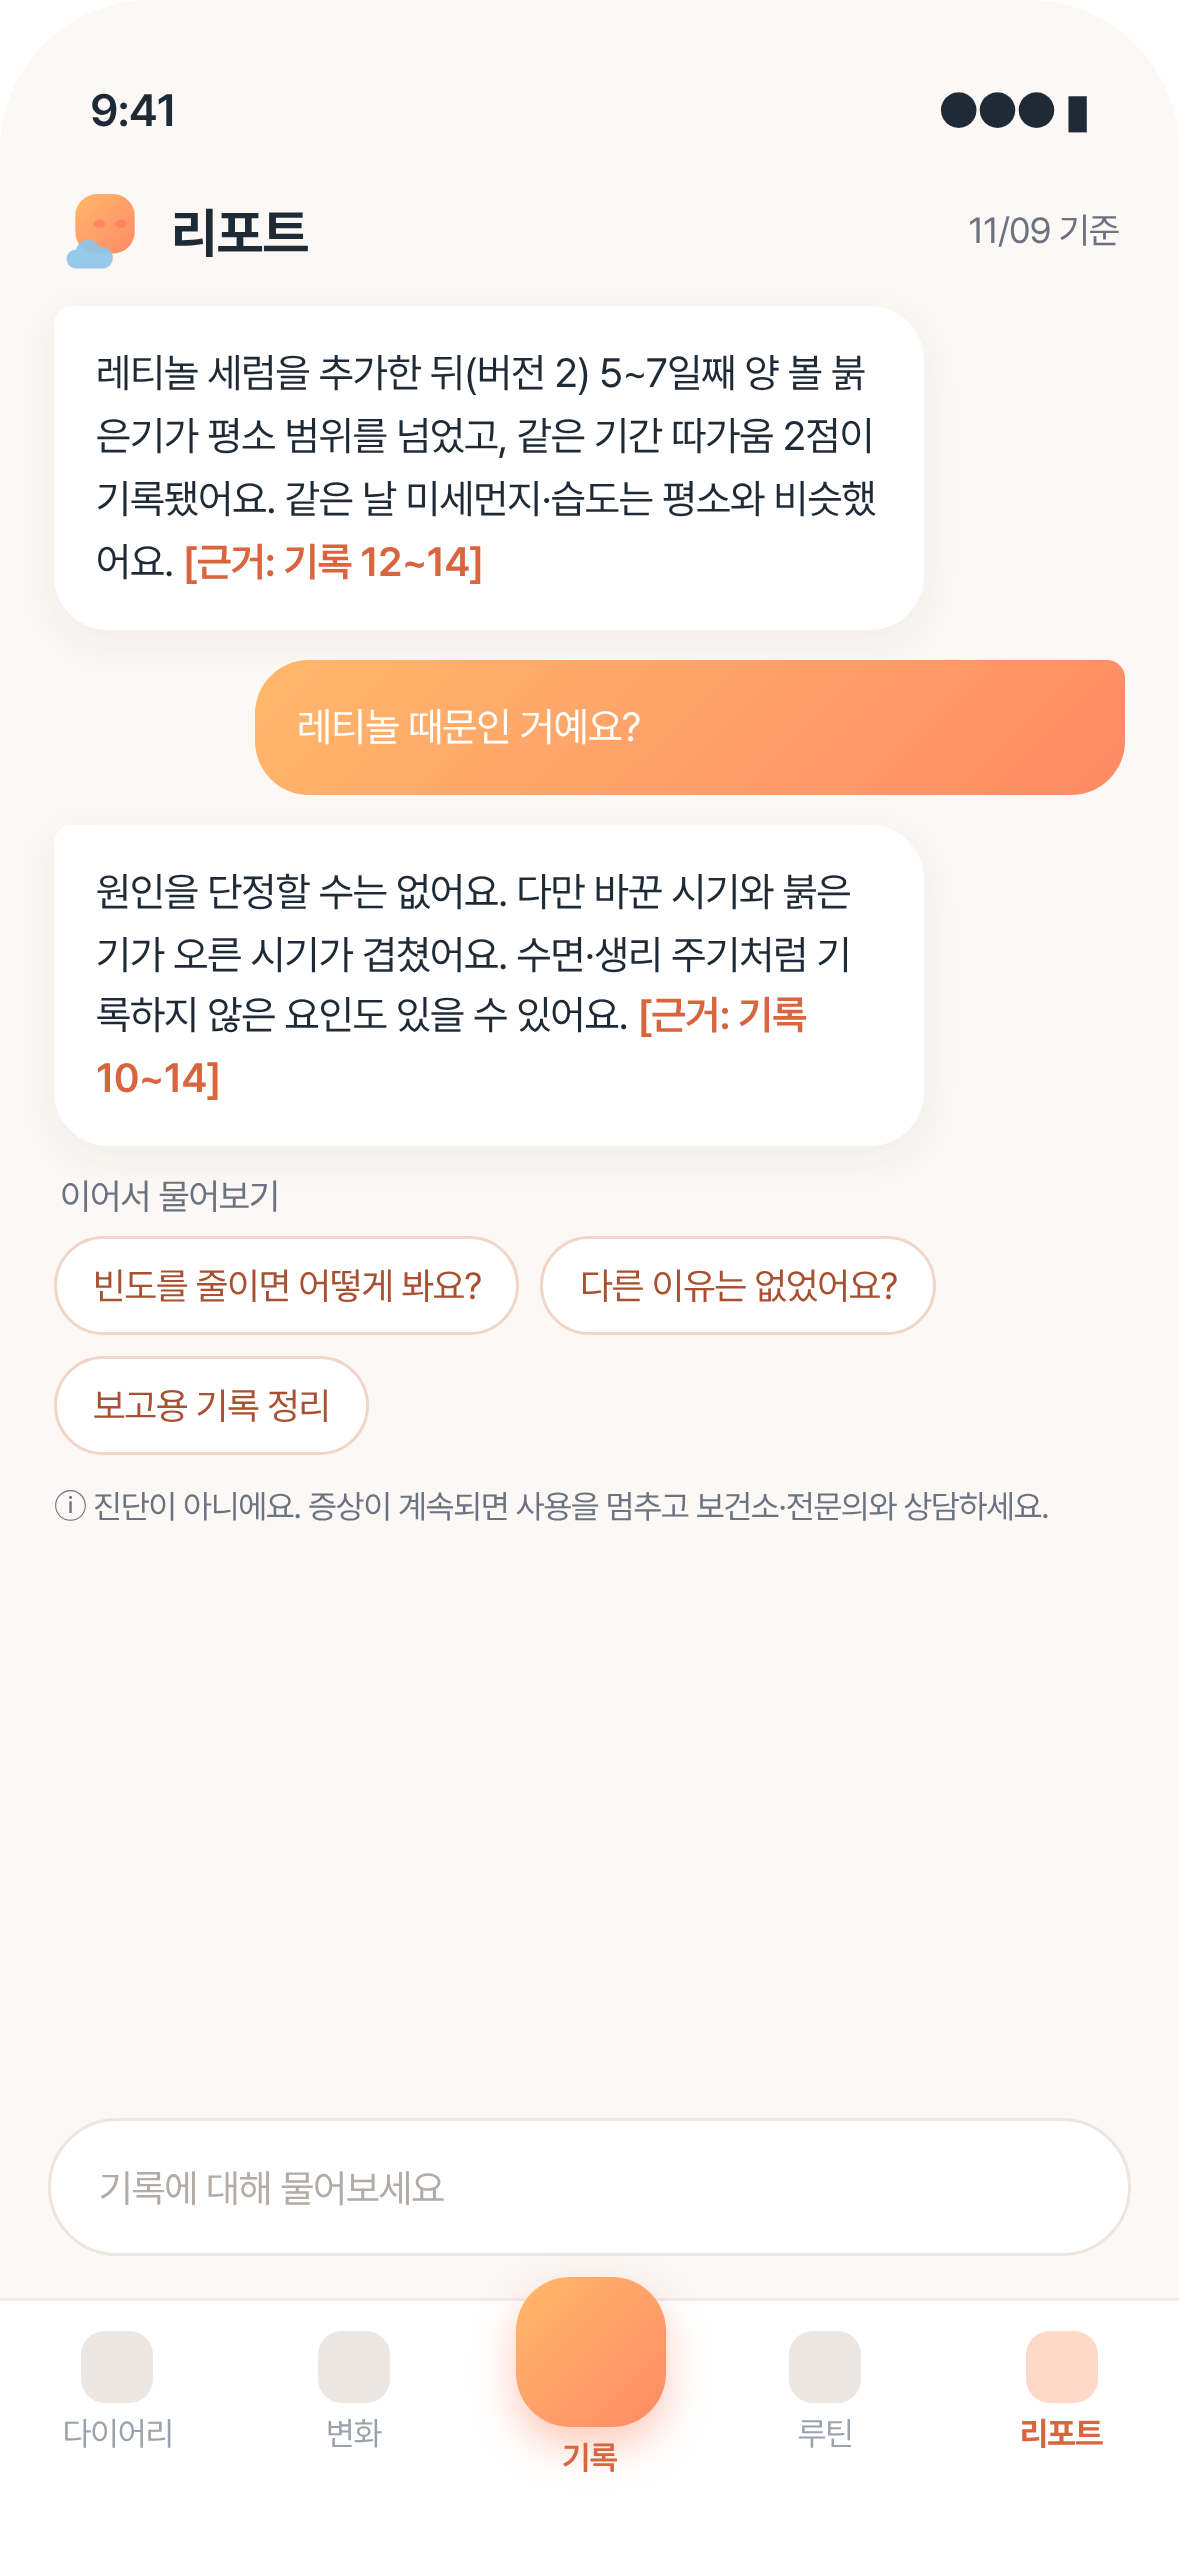 9:41
리포트
11/09 기준
레티놀 세럼을 추가한 뒤(버전 2) 5~7일째 양 볼 붉
은기가 평소 범위를 넘었고, 같은 기간 따가움 2점이
기록됐어요. 같은 날 미세먼지·습도는 평소와 비슷했
어요. [근거: 기록 12~14]
레티놀 때문인 거예요?
원인을 단정할 수는 없어요. 다만 바꾼 시기와 붉은
기가 오른 시기가 겹쳤어요. 수면·생리 주기처럼 기
록하지 않은 요인도 있을 수 있어요. [근거: 기록
10~14]
이어서 물어보기
빈도를 줄이면 어떻게 봐요?
다른 이유는 없었어요?
보고용 기록 정리
ⓘ 진단이 아니에요. 증상이 계속되면 사용을 멈추고 보건소·전문의와 상담하세요.
기록에 대해 물어보세요
다이어리
변화
기록
루틴
리포트